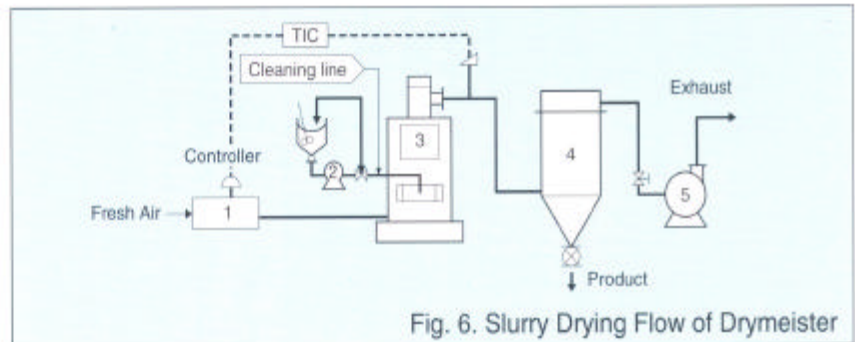 TIC
Cleaning line
Exhaust
3
Controller
2
4
5
Fresh Air
1
Product
Fig. 6. Slurry Drying Flow of Drymeister